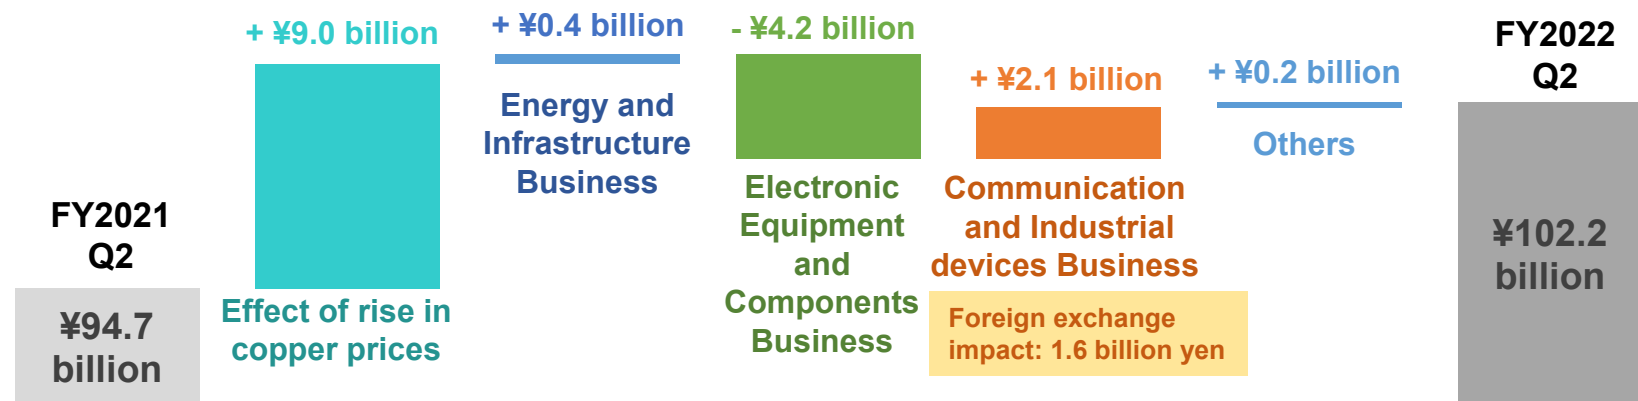 FY2021
Q2
¥94.7
billion
+ ¥9.0 billion
Effect of rise in
copper prices
+ ¥0.4 billion
Energy and
Infrastructure
Business
- ¥4.2 billion
Electronic
Equipment
and
Components
Business
+ ¥2.1 billion
Communication
and Industrial
devices Business
Foreign exchange
impact: 1.6 billion yen
+ ¥0.2 billion
Others
FY2022
Q2
¥102.2
billion